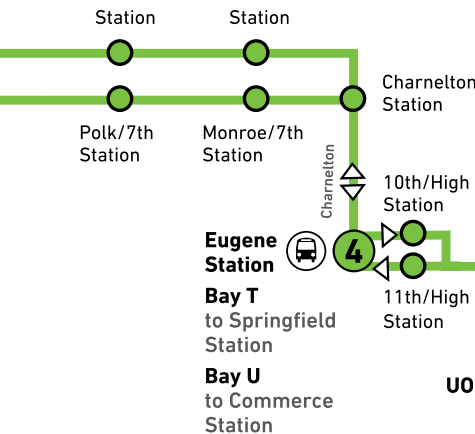 Station
Station
Charnelton
Station
Polk/7th
Station
Monroe/7th
Station
Charnelton
10th/High
Station
Eugene
Station
4
11th/High
Station
Bay T
to Springfield
Station
Bay U
to Commerce
Station
UO